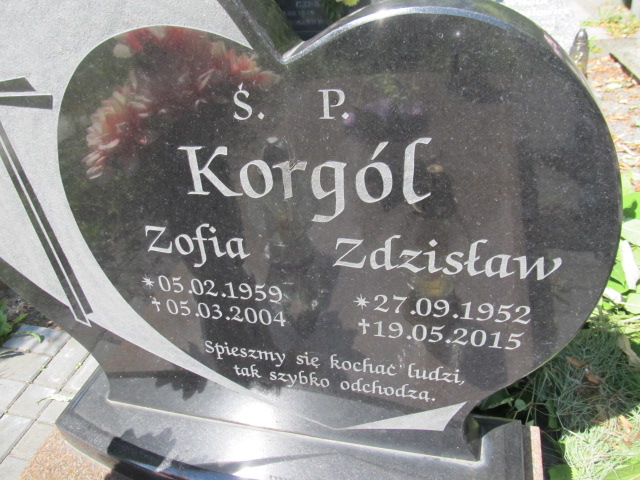 Ś. P.
Korgól
Zofia
*05.02.1959
†05.03.2004
Zdzisław
*27.09.1952
†19.05.2015
Spieszmy się kochać ludzi,
tak szybko odchodzą.